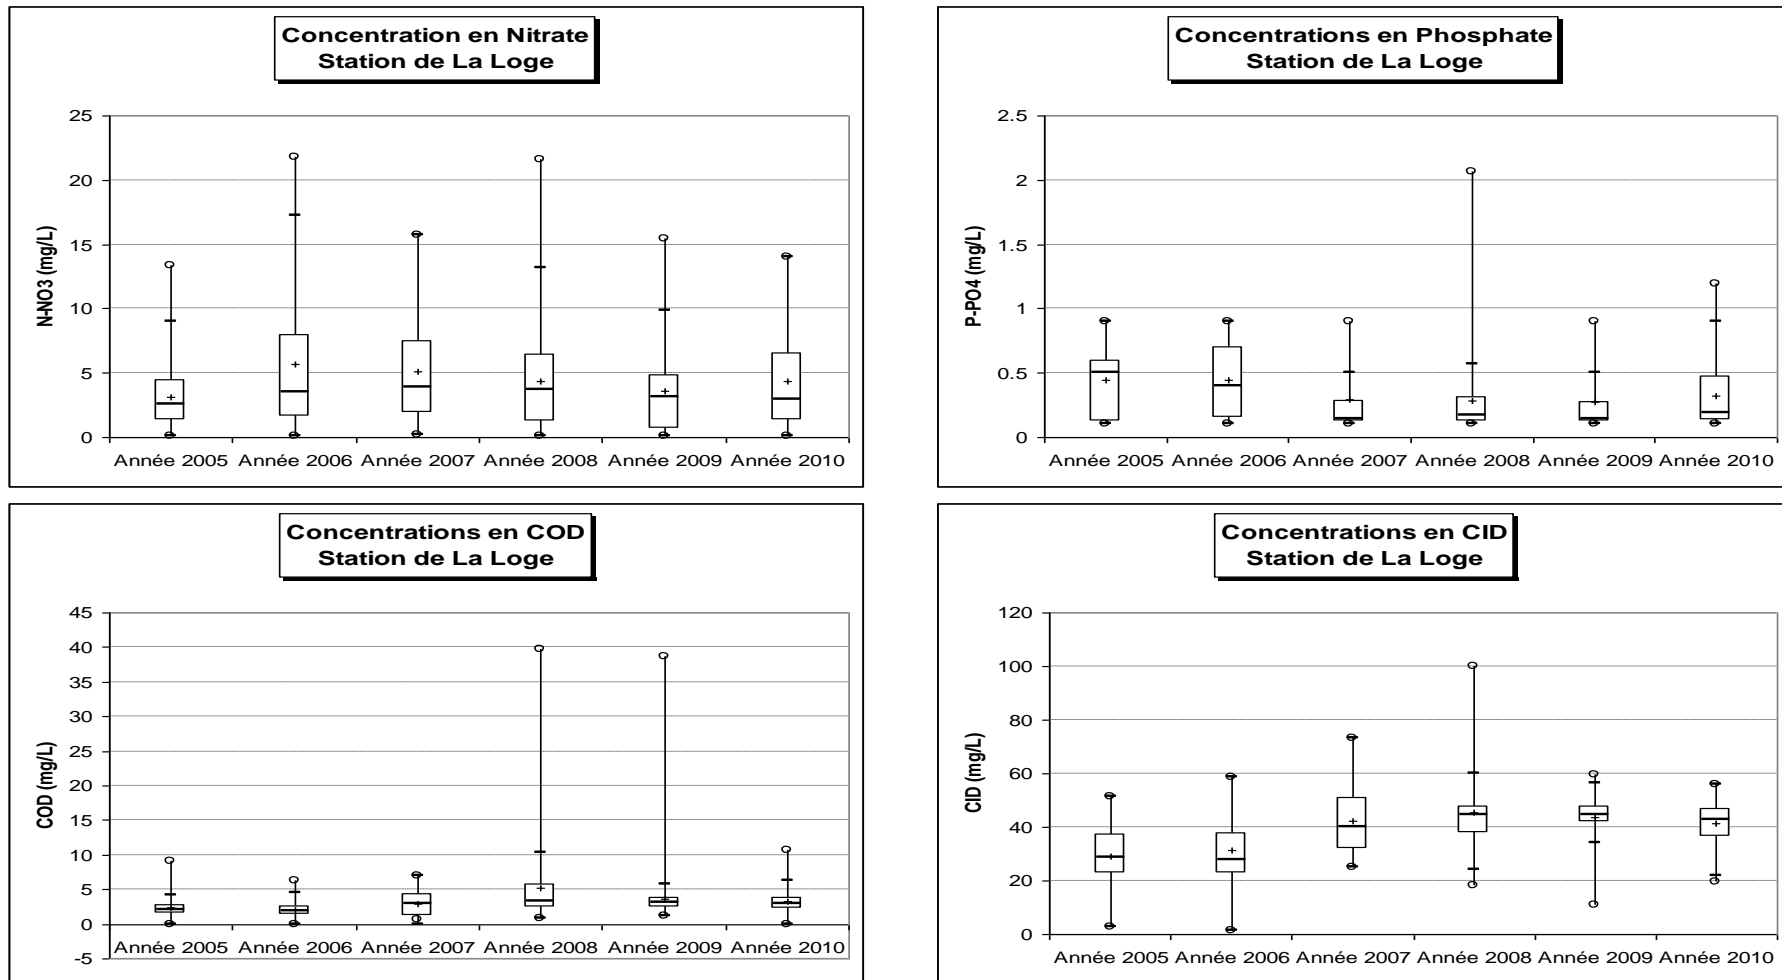 Concentration en Nitrate
Station de La Loge
25
20
15
10
5
0
N-NO3 (mg/L)
Année 2005 Année 2006 Année 2007 Année 2008 Année 2009 Année 2010
Concentrations en Phosphate
Station de La Loge
2.5
2
1.5
1
0.5
0
P-PO4 (mg/L)
Année 2005 Année 2006 Année 2007 Année 2008 Année 2009 Année 2010
Concentrations en COD
Station de La Loge
45
40
35
30
25
20
15
10
5
0
-5
COD (mg/L)
Année 2005 Année 2006 Année 2007 Année 2008 Année 2009 Année 2010
Concentrations en CID
Station de La Loge
120
100
80
60
40
20
0
CID (mg/L)
Année 2005 Année 2006 Année 2007 Année 2008 Année 2009 Année 2010